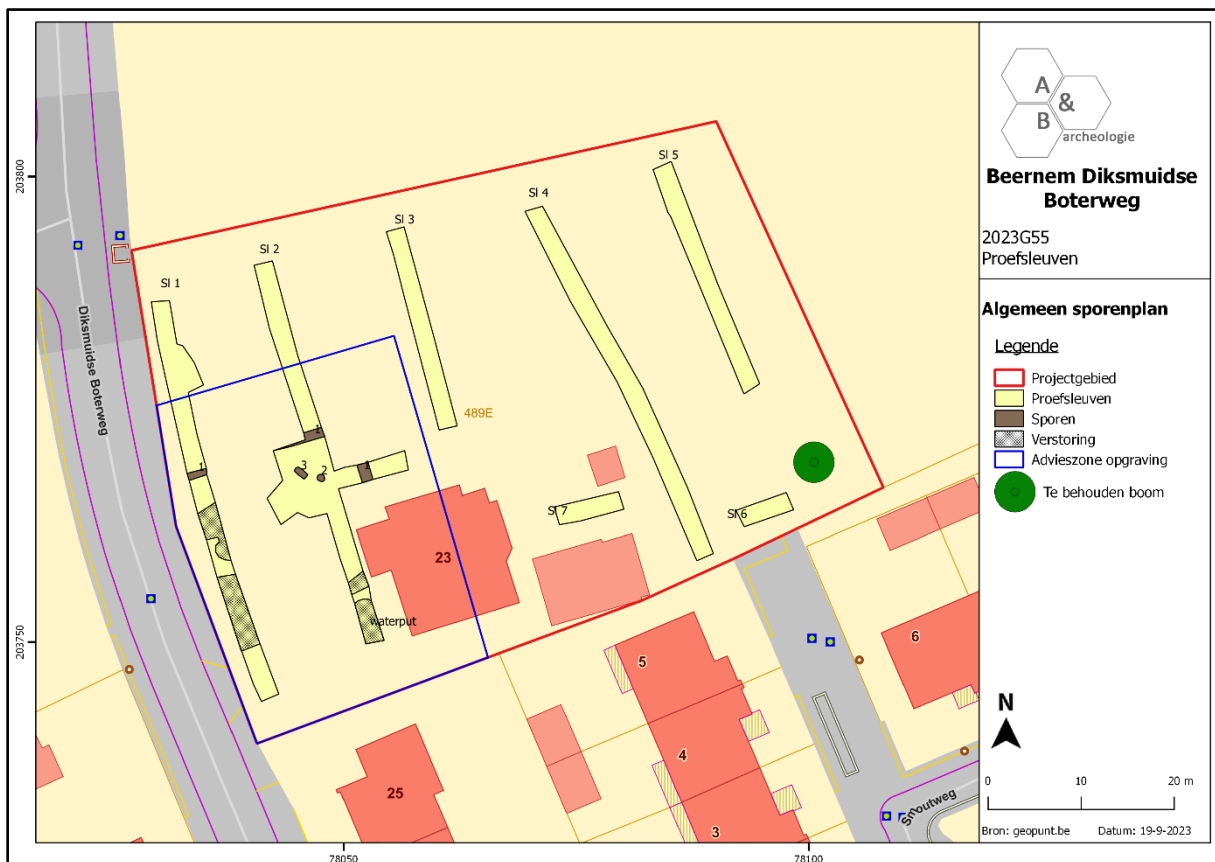 203800
203750
78050
78100
Diksmuidse Boterweg
Sl 1
Sl 2
Sl 3
Sl 4
Sl 5
489E
1
1
3
2
1
Sl 7
Sl 6
23
waterput
25
5
4
3
6
Smoutweg
A
&
B
archeologie
Beernem Diksmuidse
Boterweg
2023G55
Proefsleuven
Algemeen sporenplan
Legende
Projectgebied
Proefsleuven
Sporen
Verstoring
Advieszone opgraving
Te behouden boom
N
0 10 20 m
Bron: geopunt.be Datum: 19-9-2023